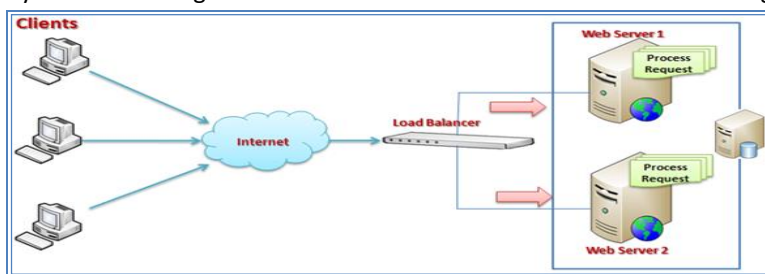 Clients
Web Server 1
Process
Request
Load Balancer
Internet
Process
Request
Web Server 2